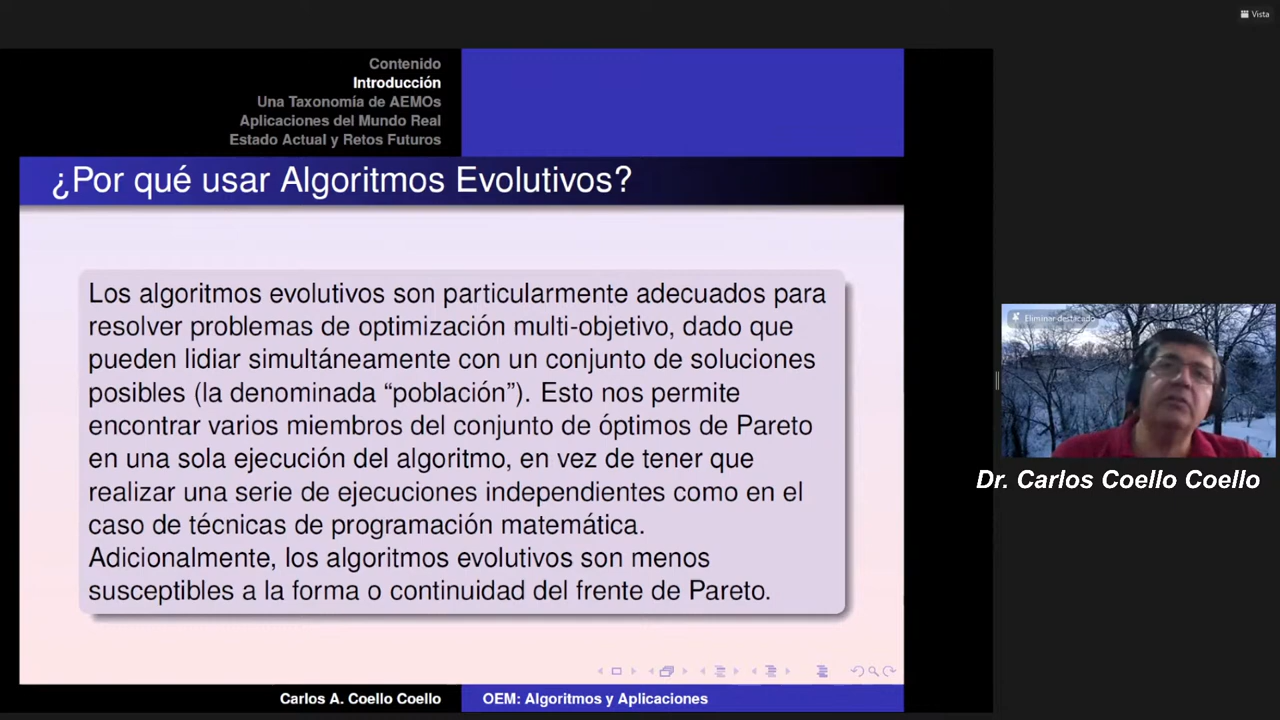 Vista
Contenido
Introducción
Una Taxonomía de AEMOs
Aplicaciones del Mundo Real
Estado Actual y Retos Futuros
¿Por qué usar Algoritmos Evolutivos?
Los algoritmos evolutivos son particularmente adecuados para
resolver problemas de optimización multi-objetivo, dado que
pueden lidiar simultáneamente con un conjunto de soluciones
posibles (la denominada “población”). Esto nos permite
encontrar varios miembros del conjunto de óptimos de Pareto
en una sola ejecución del algoritmo, en vez de tener que
realizar una serie de ejecuciones independientes como en el
caso de técnicas de programación matemática.
Adicionalmente, los algoritmos evolutivos son menos
susceptibles a la forma o continuidad del frente de Pareto.
Eliminar destacado
Dr. Carlos Coello Coello
Carlos A. Coello Coello
OEM: Algoritmos y Aplicaciones